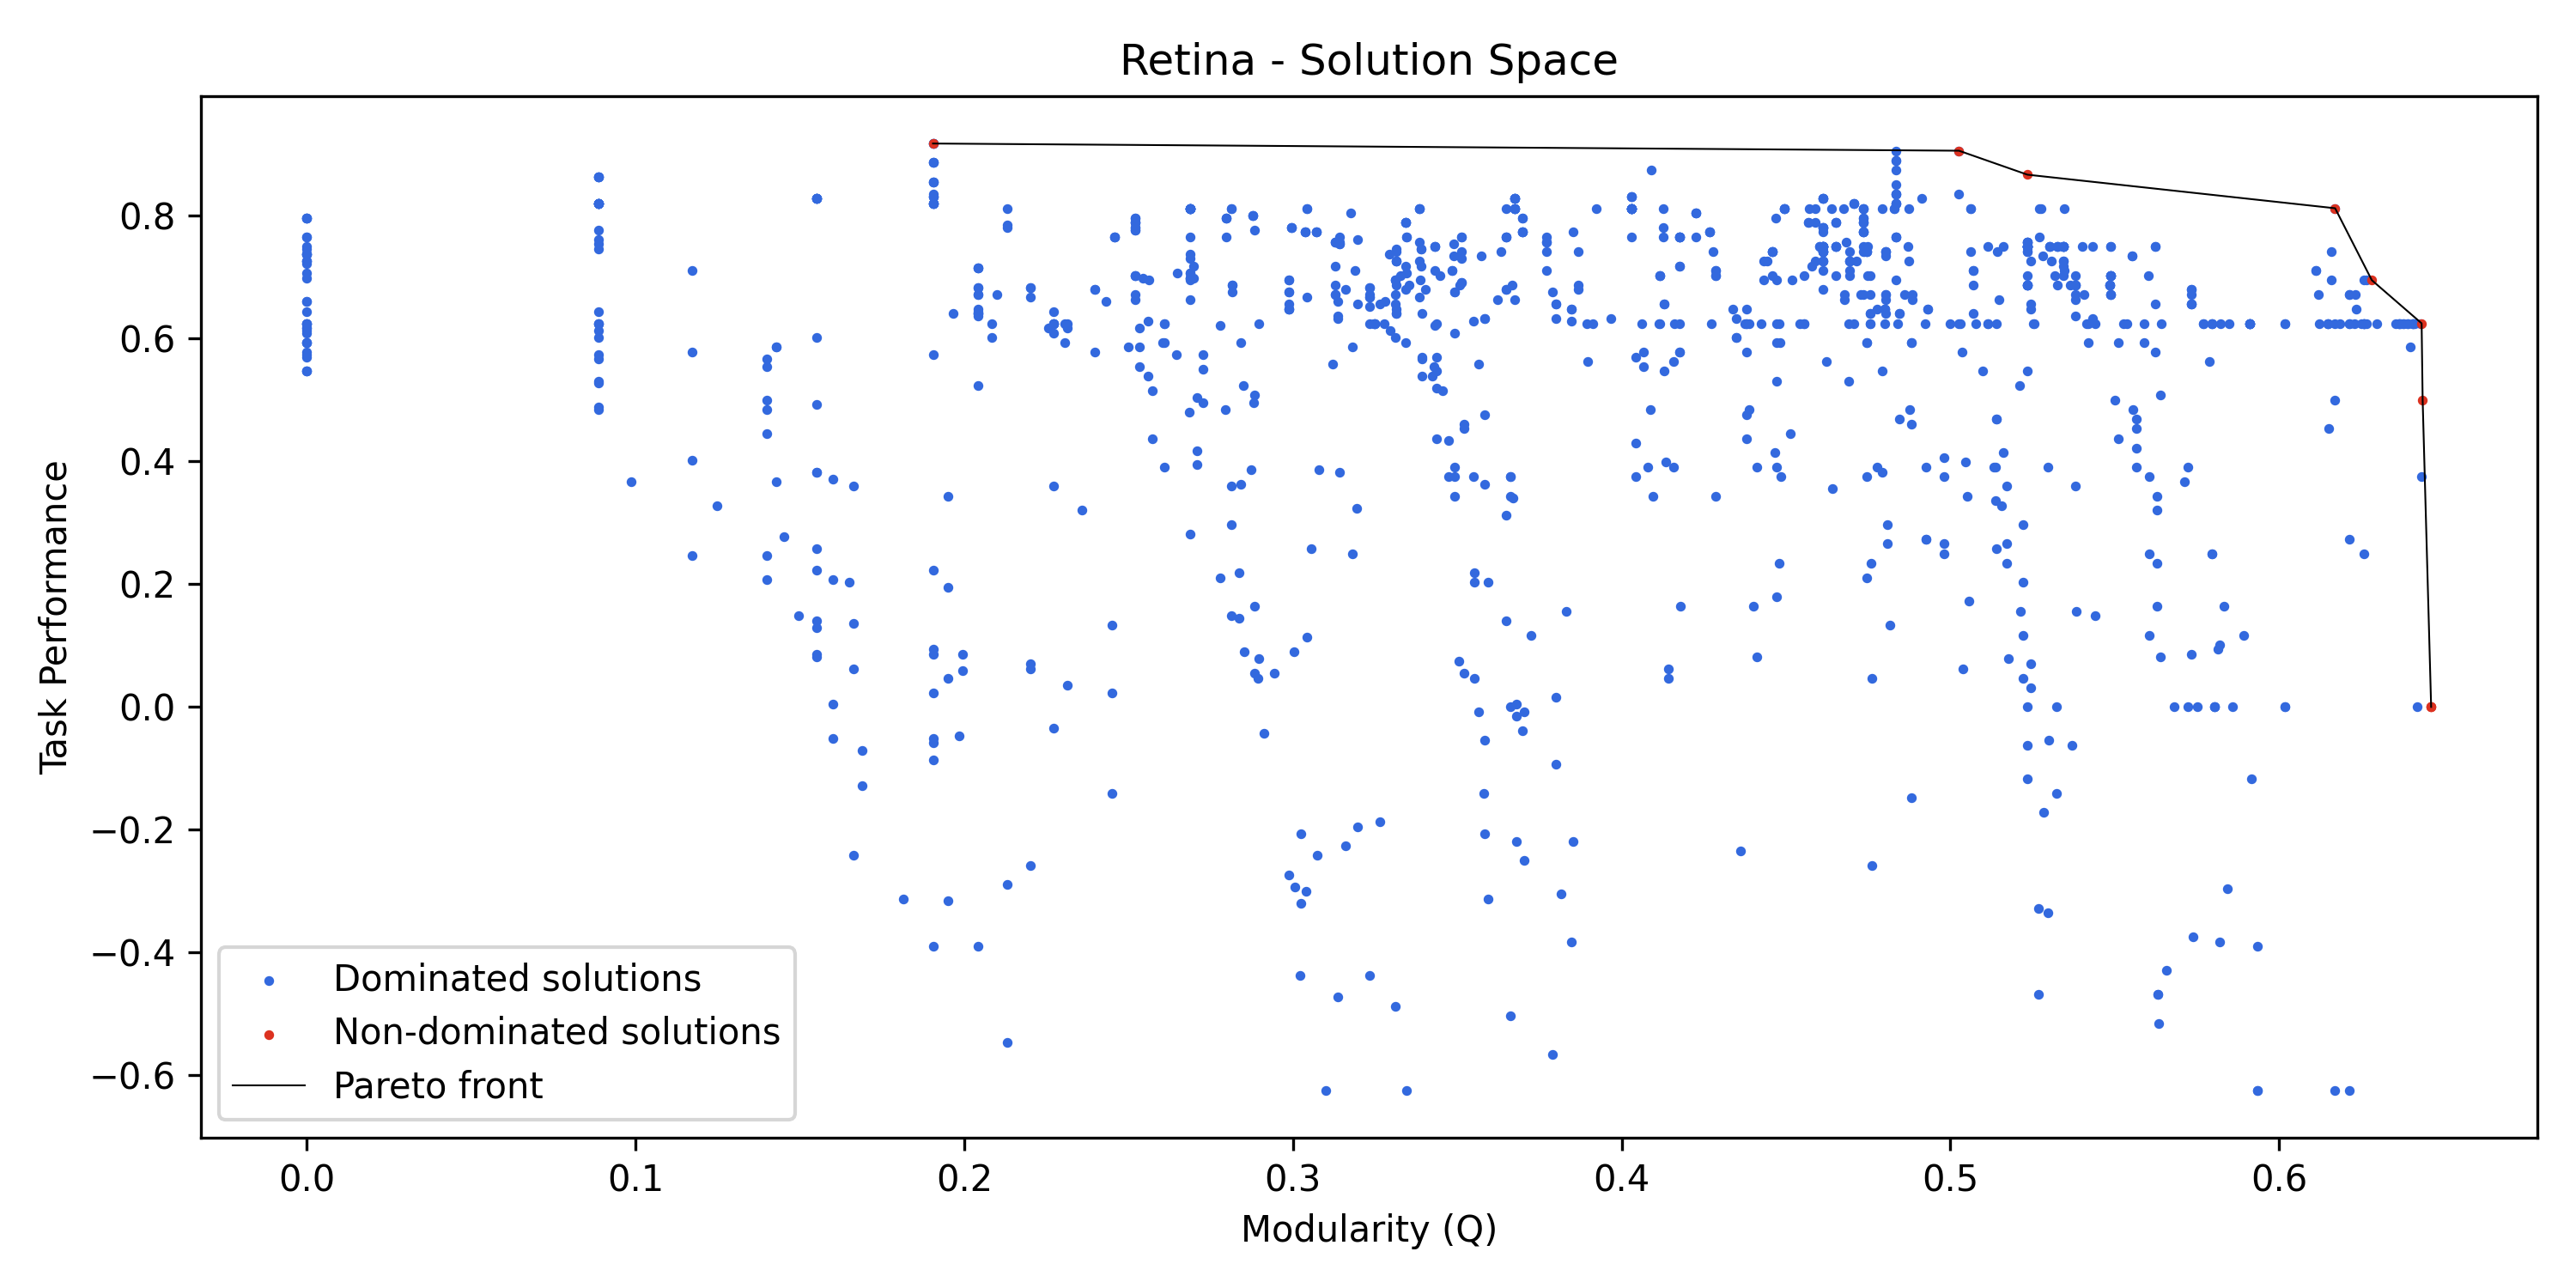 Retina - Solution Space
Task Performance
0.8
0.6
0.4
0.2
0.0
−0.2
−0.4
−0.6
Dominated solutions
Non-dominated solutions
Pareto front
0.0 0.1 0.2 0.3 0.4 0.5 0.6
Modularity (Q)